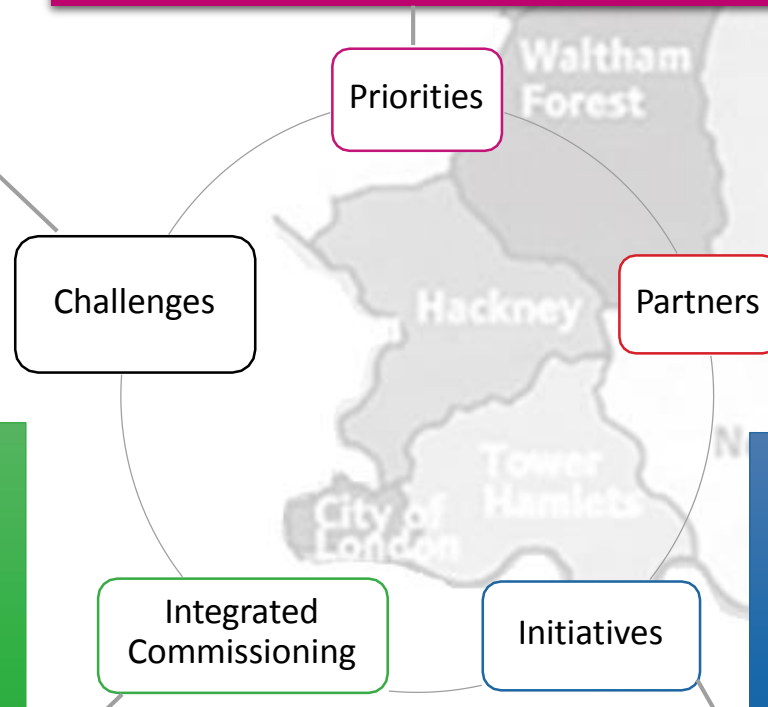 Priorities
Waltham
Forest
Challenges
Hackney
Partners
Tower
Hamlets
City of
London
Integrated
Commissioning
Initiatives